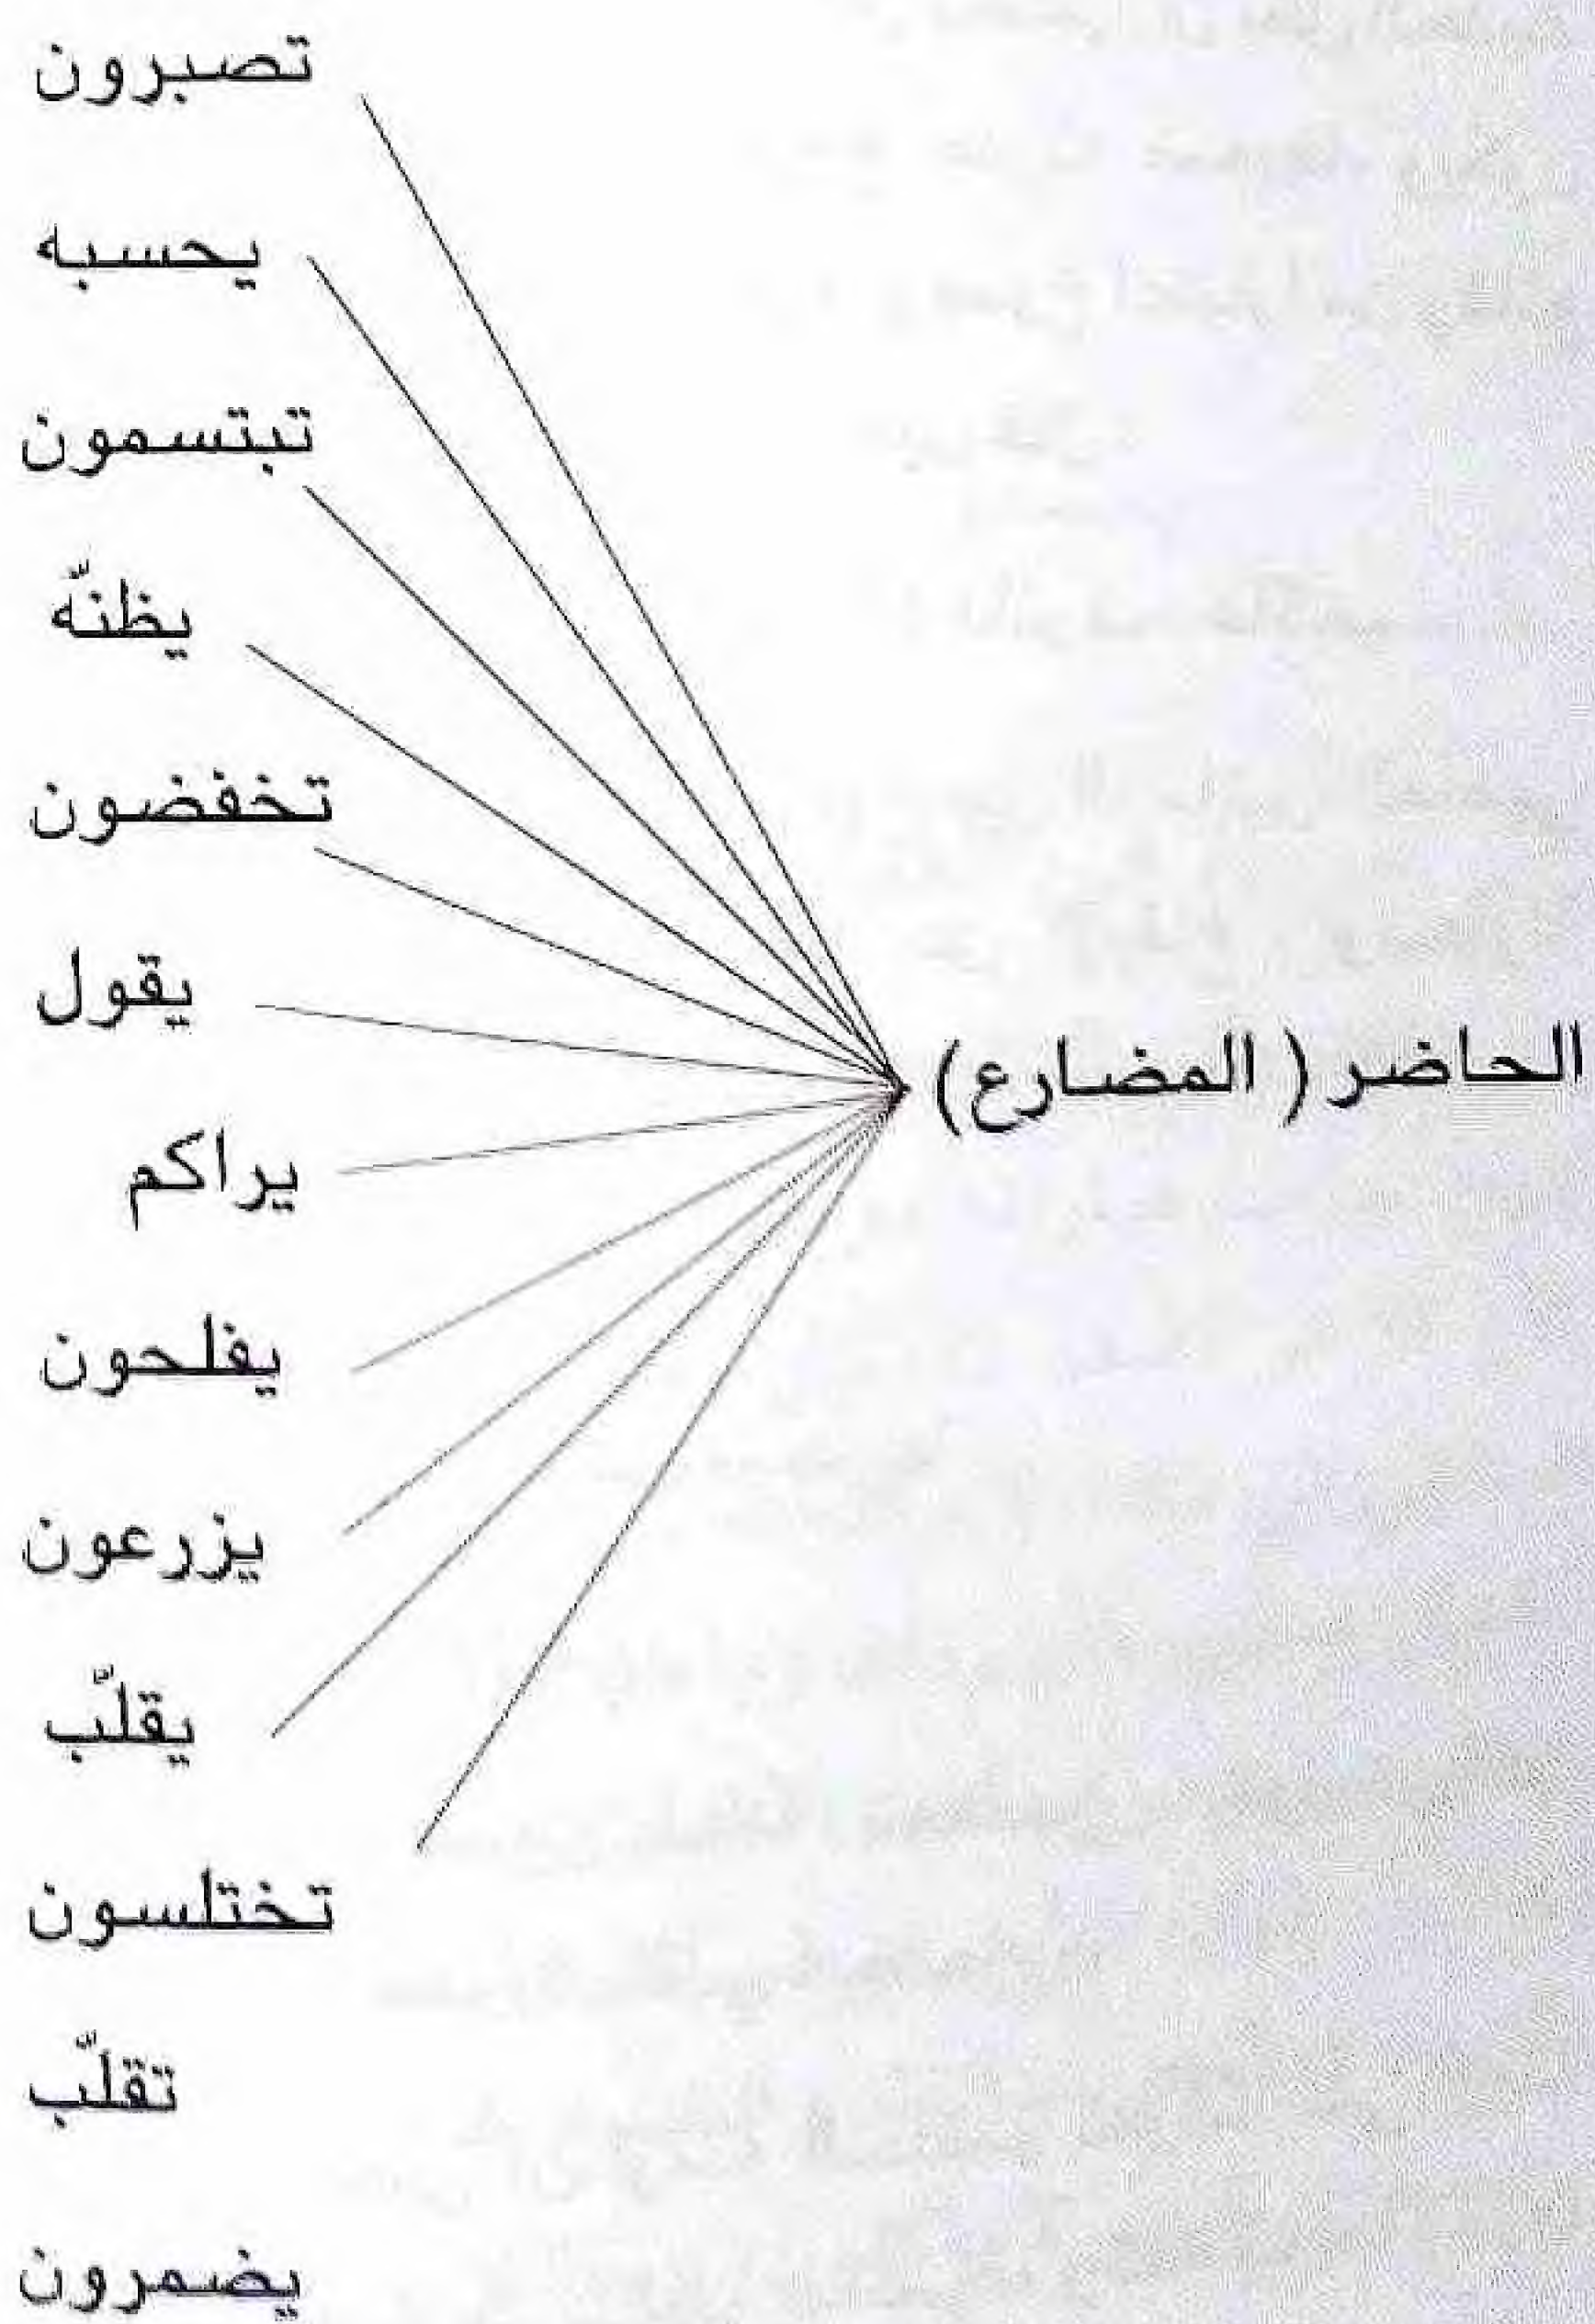 تصبرون
يحسبه
تبتسمون
يظنّه
تخفضون
يقول
الحاضر ( المضارع)
يراكم
يفلحون
يزرعون
يقلّب
تختلسون
تقلّب
يضمرون